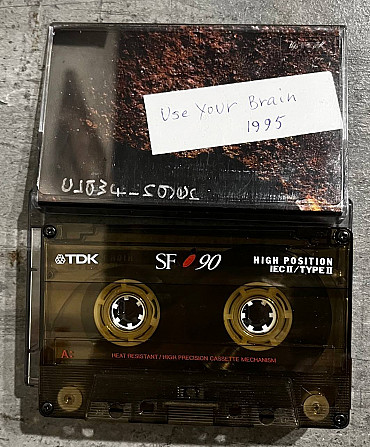 Use Your Brain
1995
TDK
SF 90
HIGH POSITION
IEC II / TYPE II
A:
HEAT RESISTANT / HIGH PRECISION CASSETTE MECHANISM